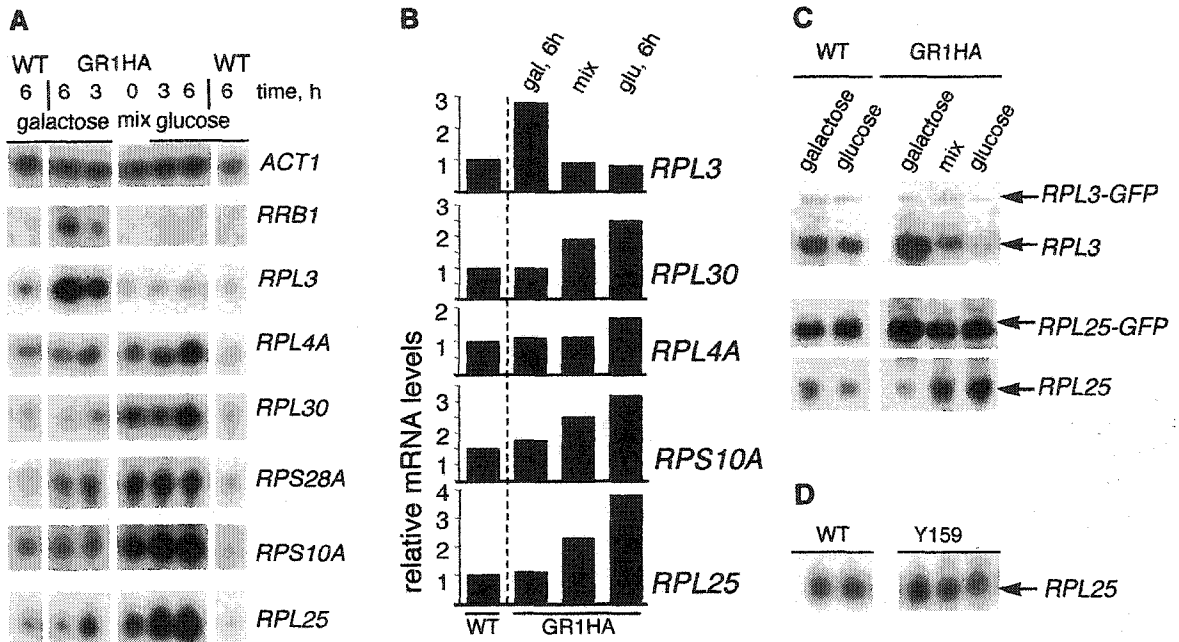 A
WT GR1HA WT
6 6 3 0 3 6 6 time, h
galactose mix glucose
ACT1
RRB1
RPL3
RPL4A
RPL30
RPS28A
RPS10A
RPL25
B
gal, 6h
mix
glu, 6h
relative mRNA levels
3
2
1
RPL3
3
2
1
RPL30
2
1
RPL4A
3
2
1
RPS10A
4
3
2
1
RPL25
WT GR1HA
C
WT GR1HA
galactose
glucose
galactose
mix
glucose
RPL3-GFP
RPL3
RPL25-GFP
RPL25
D
WT Y159
RPL25